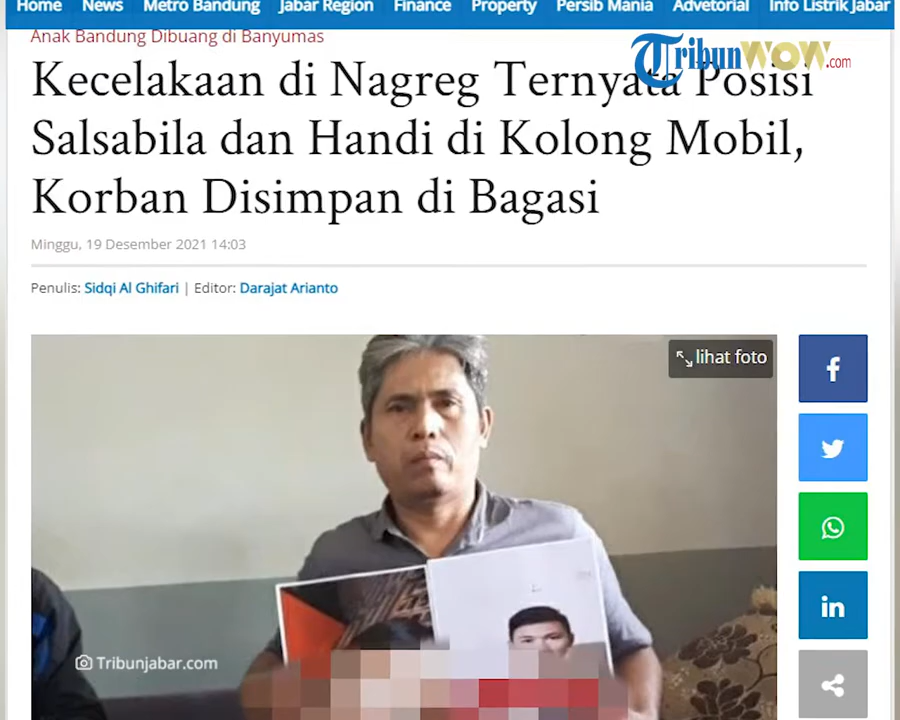 Home News Metro Bandung Jabar Region Finance Property Persib Mania Advetorial Info Listrik Jabar
Anak Bandung Dibuang di Banyumas
TribunWOW.com
Kecelakaan di Nagreg Ternyata Posisi
Salsabila dan Handi di Kolong Mobil,
Korban Disimpan di Bagasi
Minggu, 19 Desember 2021 14:03
Penulis: Sidqi Al Ghifari | Editor: Darajat Arianto
lihat foto
Tribunjabar.com